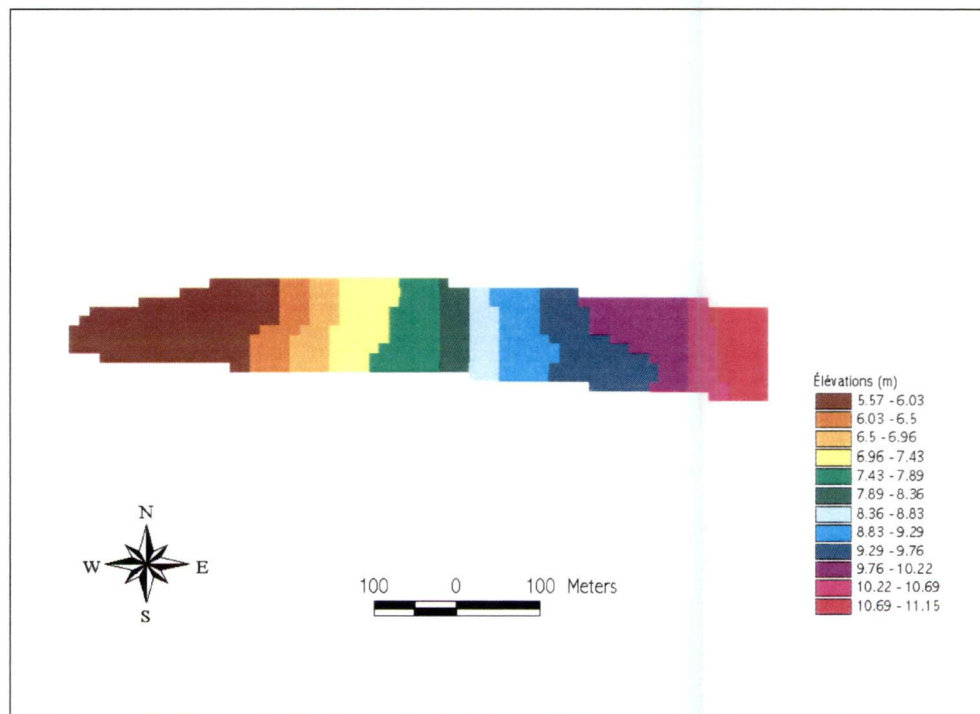 Élévations (m)
5.57 - 6.03
6.03 - 6.5
6.5 - 6.96
6.96 - 7.43
7.43 - 7.89
7.89 - 8.36
8.36 - 8.83
8.83 - 9.29
9.29 - 9.76
9.76 - 10.22
10.22 - 10.69
10.69 - 11.15
N
W E
S
100 0 100 Meters